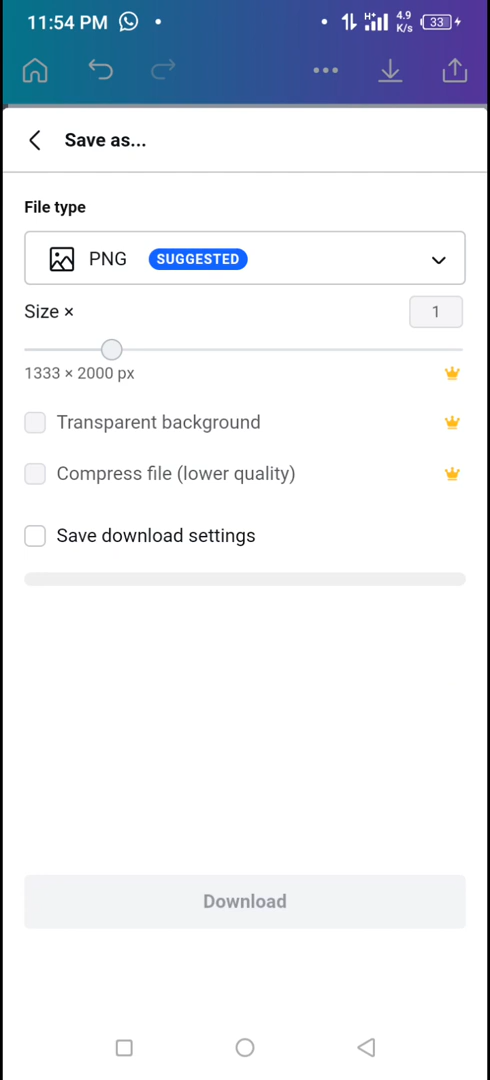 11:54 PM
H+ 4.9 K/s 33
Save as...
File type
PNG SUGGESTED
Size × 1
1333 × 2000 px
Transparent background
Compress file (lower quality)
Save download settings
Download